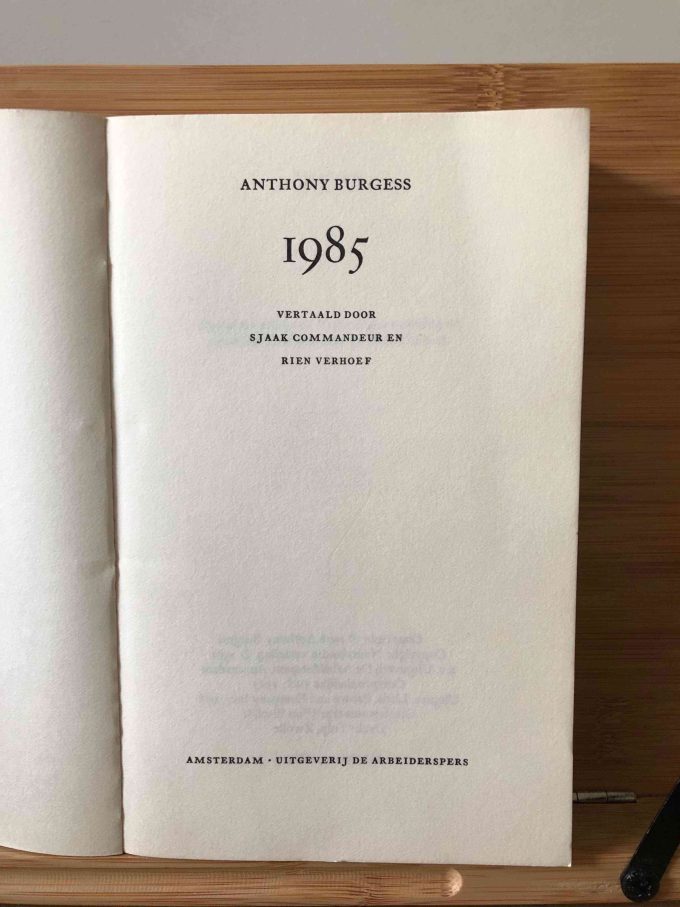 ANTHONY BURGESS
1985
VERTAALD DOOR
SJAAK COMMANDEUR EN
RIEN VERHOEF
AMSTERDAM · UITGEVERIJ DE ARBEIDERSPERS